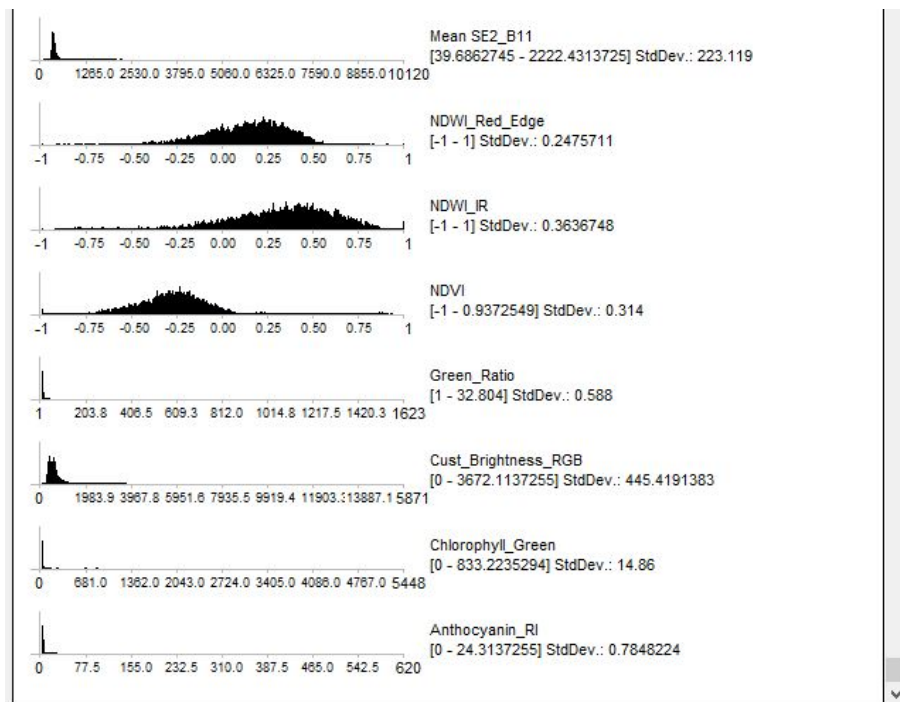 Mean SE2_B11
[39.6862745 - 2222.4313725] StdDev.: 223.119
0 1265.0 2530.0 3795.0 5060.0 6325.0 7590.0 8855.0 10120
NDWI_Red_Edge
[-1 - 1] StdDev.: 0.2475711
-1 -0.75 -0.50 -0.25 0.00 0.25 0.50 0.75 1
NDWI_IR
[-1 - 1] StdDev.: 0.3636748
-1 -0.75 -0.50 -0.25 0.00 0.25 0.50 0.75 1
NDVI
[-1 - 0.9372549] StdDev.: 0.314
-1 -0.75 -0.50 -0.25 0.00 0.25 0.50 0.75 1
Green_Ratio
[1 - 32.804] StdDev.: 0.588
1 203.8 406.5 609.3 812.0 1014.8 1217.5 1420.3 1623
Cust_Brightness_RGB
[0 - 3672.1137255] StdDev.: 445.4191383
0 1983.9 3967.8 5951.6 7935.5 9919.4 11903.3 13887.1 5871
Chlorophyll_Green
[0 - 833.2235294] StdDev.: 14.86
0 681.0 1362.0 2043.0 2724.0 3405.0 4086.0 4767.0 5448
Anthocyanin_RI
[0 - 24.3137255] StdDev.: 0.7848224
0 77.5 155.0 232.5 310.0 387.5 465.0 542.5 620